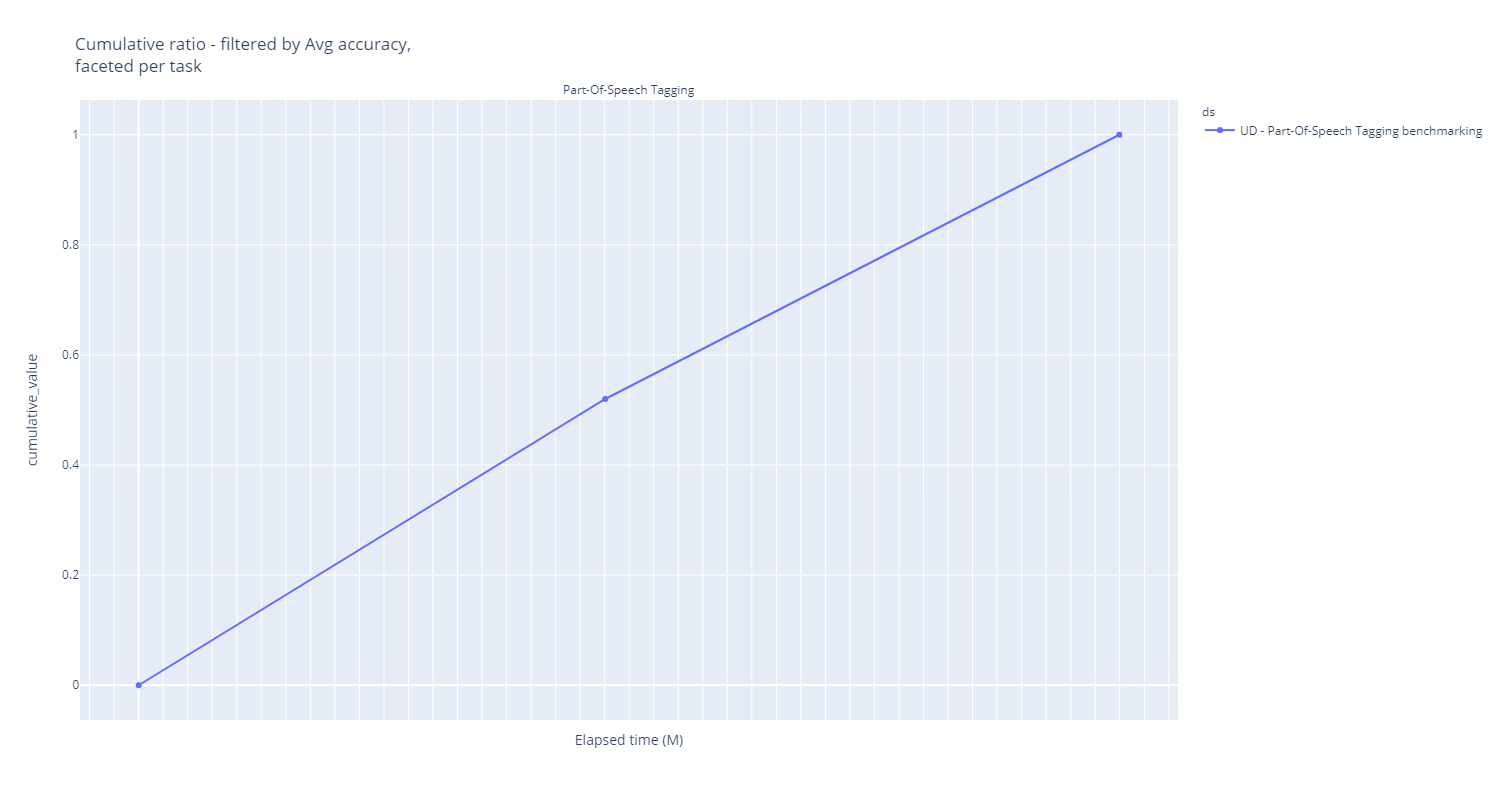 Cumulative ratio - filtered by Avg accuracy,
faceted per task
Part-Of-Speech Tagging
ds
UD - Part-Of-Speech Tagging benchmarking
1
0.8
0.6
0.4
0.2
0
cumulative_value
Elapsed time (M)